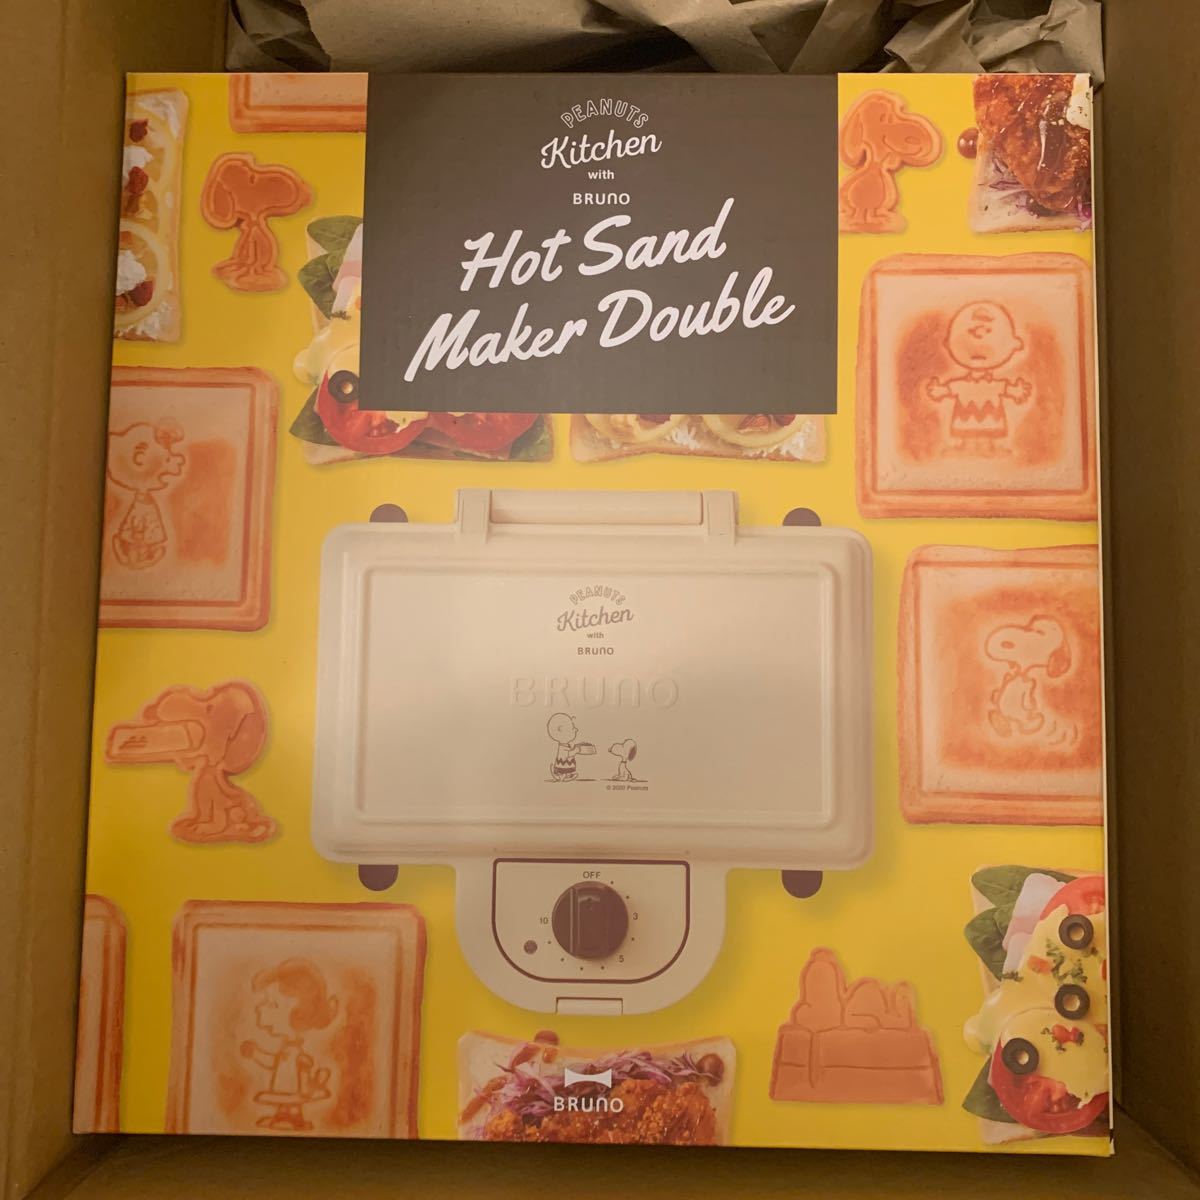 PEANUTS
Kitchen
with
BRUNO
Hot Sand
Maker Double
PEANUTS
Kitchen
with
BRUNO
BRUNO
© 2020 Peanuts
OFF
10
3
5
BRUNO